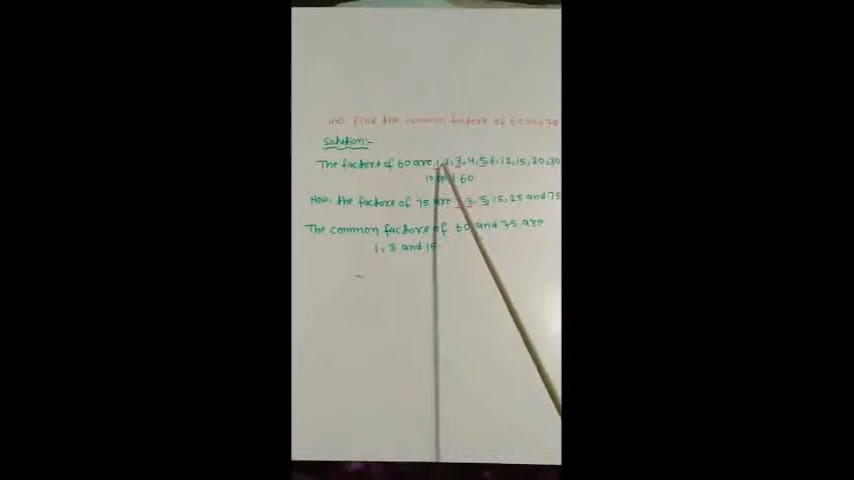 Find the common factors of 60 and 75
Solution:-
The factors of 60 are 1, 2, 3, 4, 5, 6, 12, 15, 20, 30
10 and 60
Now, the factors of 75 are 1, 3, 5, 15, 25 and 75
The common factors of 60 and 75 are
1, 3 and 15